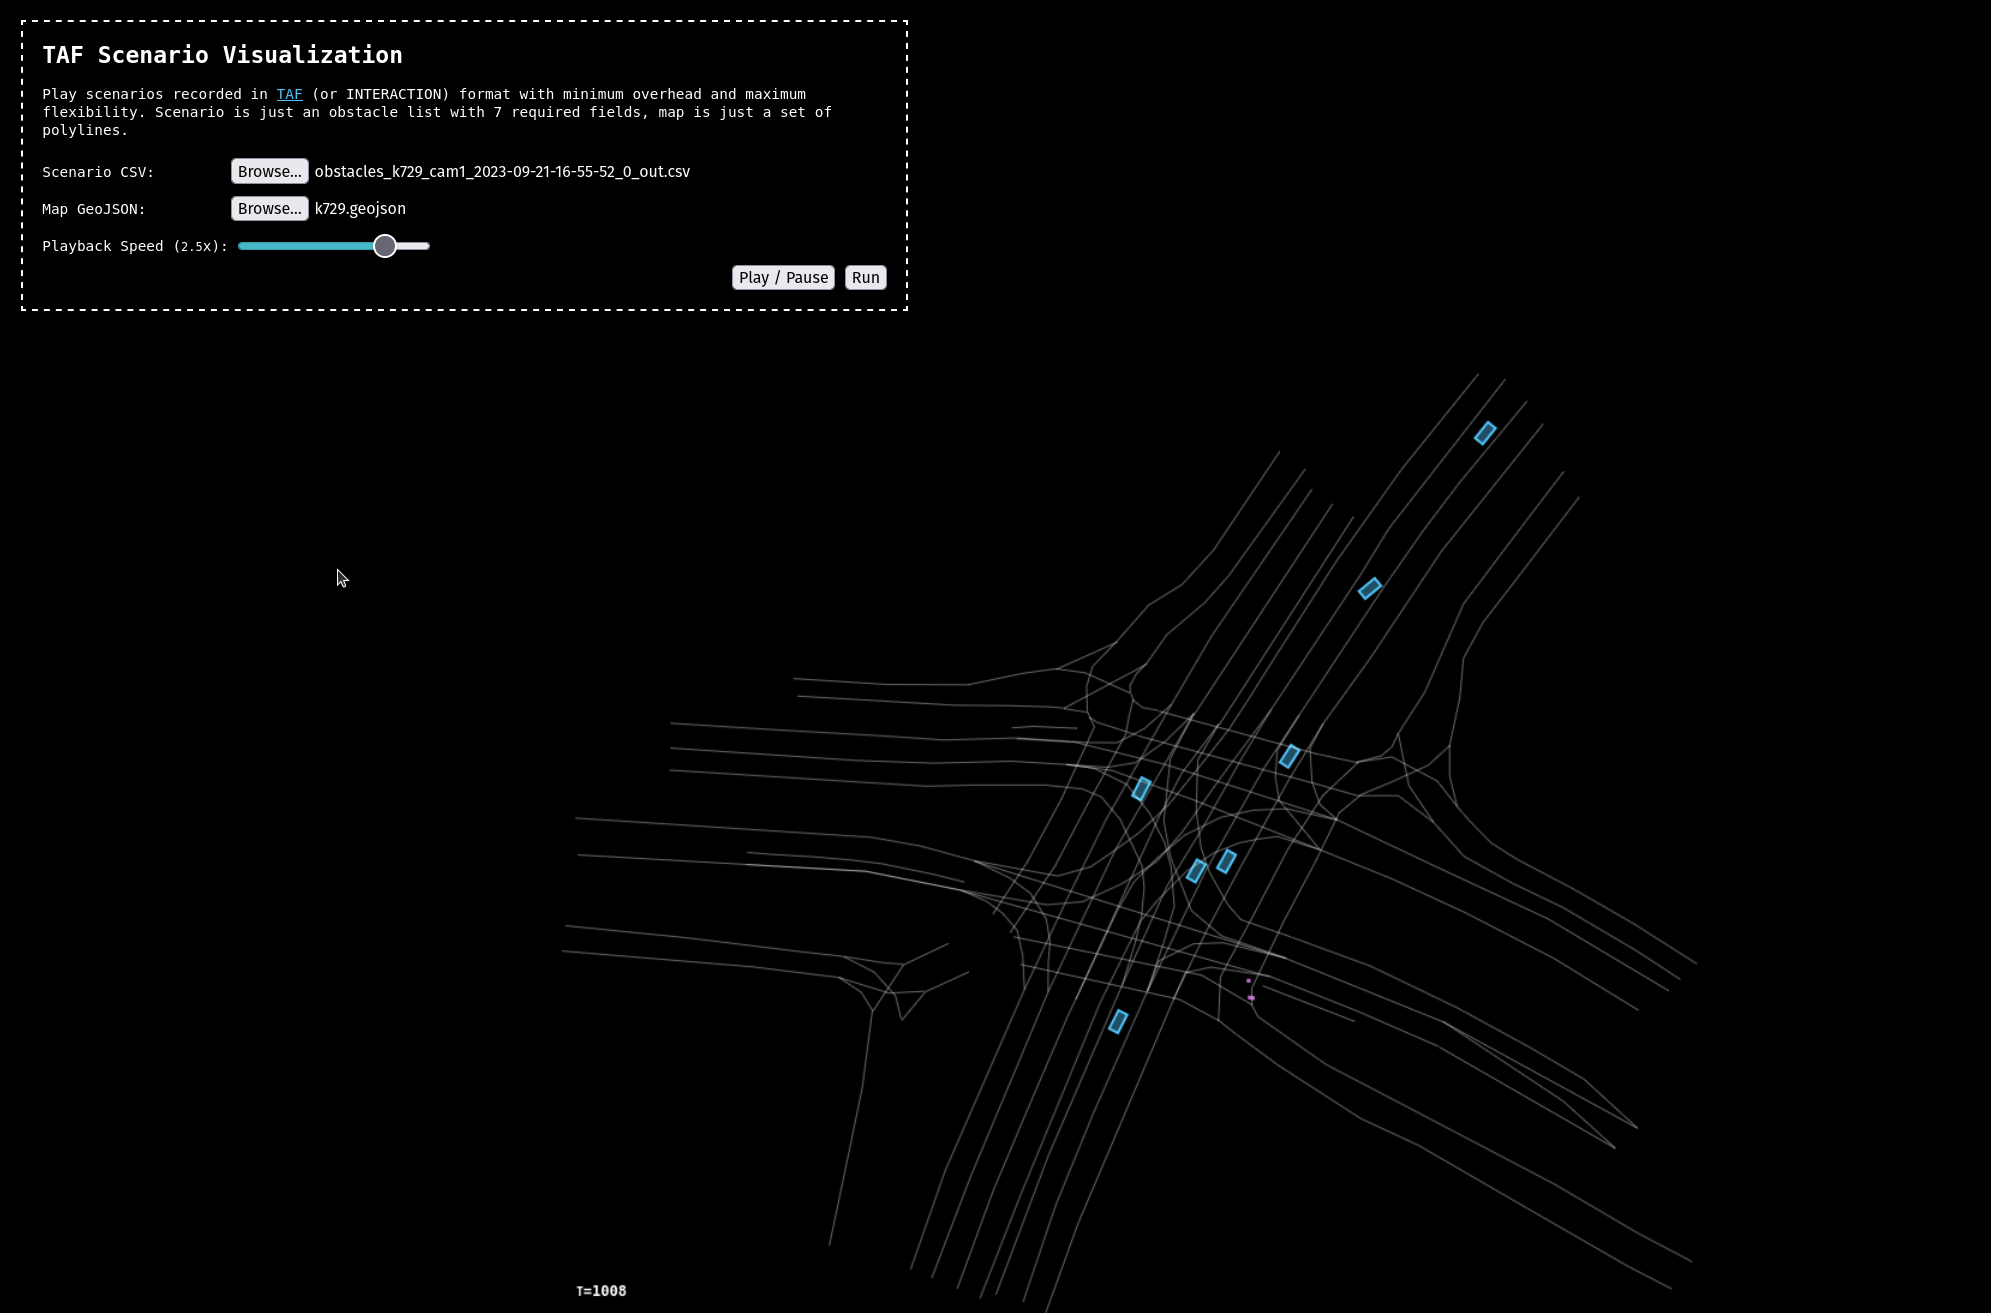 TAF Scenario Visualization
Play scenarios recorded in TAF (or INTERACTION) format with minimum overhead and maximum
flexibility. Scenario is just an obstacle list with 7 required fields, map is just a set of
polylines.
Scenario CSV: Browse... obstacles_k729_cam1_2023-09-21-16-55-52_0_out.csv
Map GeoJSON: Browse... k729.geojson
Playback Speed (2.5x):
Play / Pause Run
T=1008